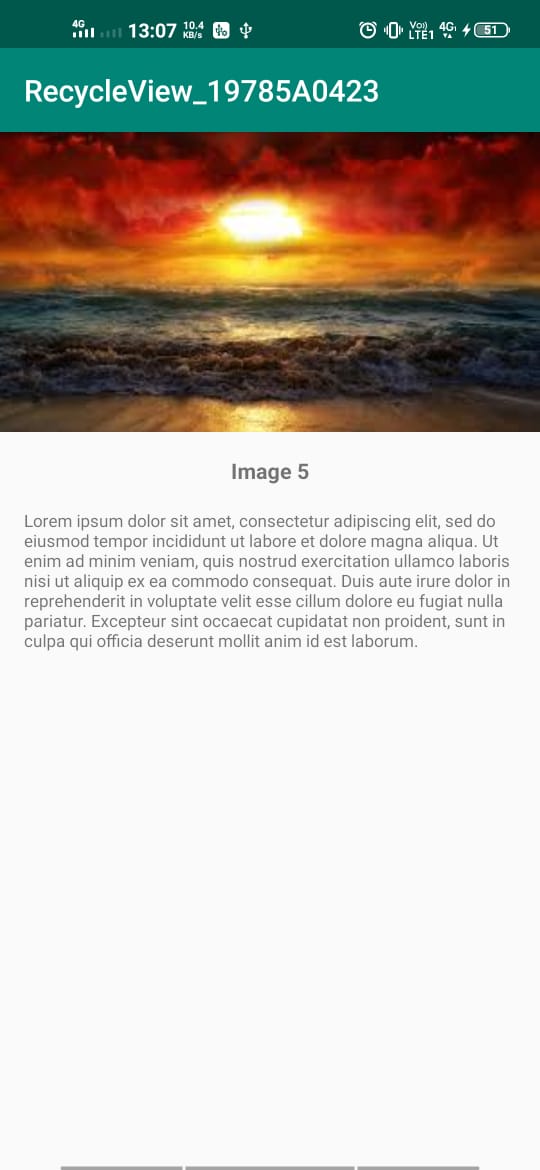 4G 13:07 10.4 KB/s Vo)) LTE1 4G 51
RecycleView_19785A0423
Image 5
Lorem ipsum dolor sit amet, consectetur adipiscing elit, sed do
eiusmod tempor incididunt ut labore et dolore magna aliqua. Ut
enim ad minim veniam, quis nostrud exercitation ullamco laboris
nisi ut aliquip ex ea commodo consequat. Duis aute irure dolor in
reprehenderit in voluptate velit esse cillum dolore eu fugiat nulla
pariatur. Excepteur sint occaecat cupidatat non proident, sunt in
culpa qui officia deserunt mollit anim id est laborum.